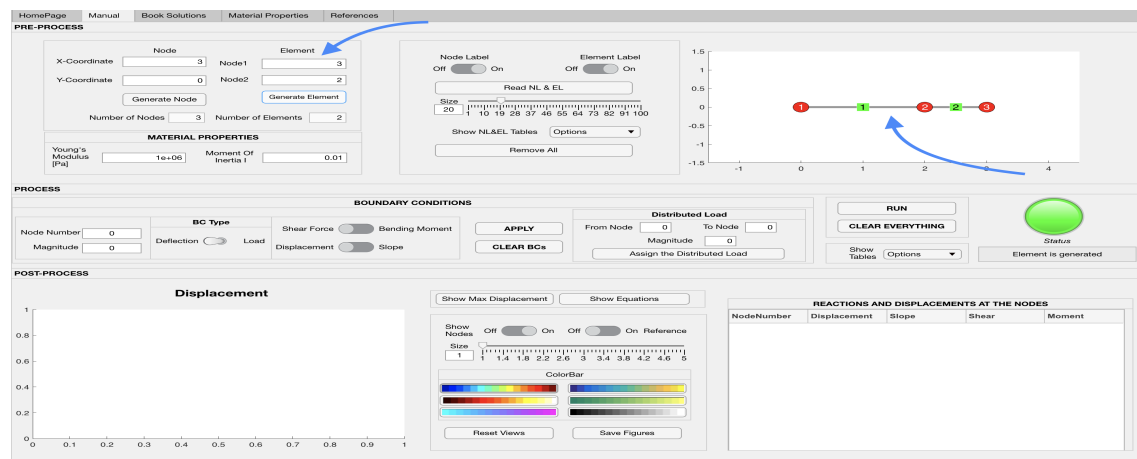 HomePage Manual Book Solutions Material Properties References
PRE-PROCESS
Node Element
X-Coordinate 3 Node1 3
Y-Coordinate 0 Node2 2
Generate Node Generate Element
Number of Nodes 3 Number of Elements 2
MATERIAL PROPERTIES
Young's
Modulus
[Pa] 1e+06 Moment Of
Inertia I 0.01
Node Label Element Label
Off On Off On
Read NL & EL
Size
20 1 10 19 28 37 46 55 64 73 82 91 100
Show NL&EL Tables Options
Remove All
1.5
1
0.5
0
-0.5
-1
-1.5
1 1 2 2 3
-1 0 1 2 3 4
PROCESS
BOUNDARY CONDITIONS
Node Number 0
Magnitude 0
BC Type
Deflection Load
Shear Force Bending Moment
Displacement Slope
APPLY
CLEAR BCs
Distributed Load
From Node 0 To Node 0
Magnitude 0
Assign the Distributed Load
RUN
CLEAR EVERYTHING
Show
Tables Options
Status
Element is generated
POST-PROCESS
Displacement
1
0.8
0.6
0.4
0.2
0
0 0.1 0.2 0.3 0.4 0.5 0.6 0.7 0.8 0.9 1
Show Max Displacement Show Equations
Show
Nodes Off On Off On Reference
Size
1 1 1.4 1.8 2.2 2.6 3 3.4 3.8 4.2 4.6 5
ColorBar
Reset Views Save Figures
REACTIONS AND DISPLACEMENTS AT THE NODES
NodeNumber Displacement Slope Shear Moment